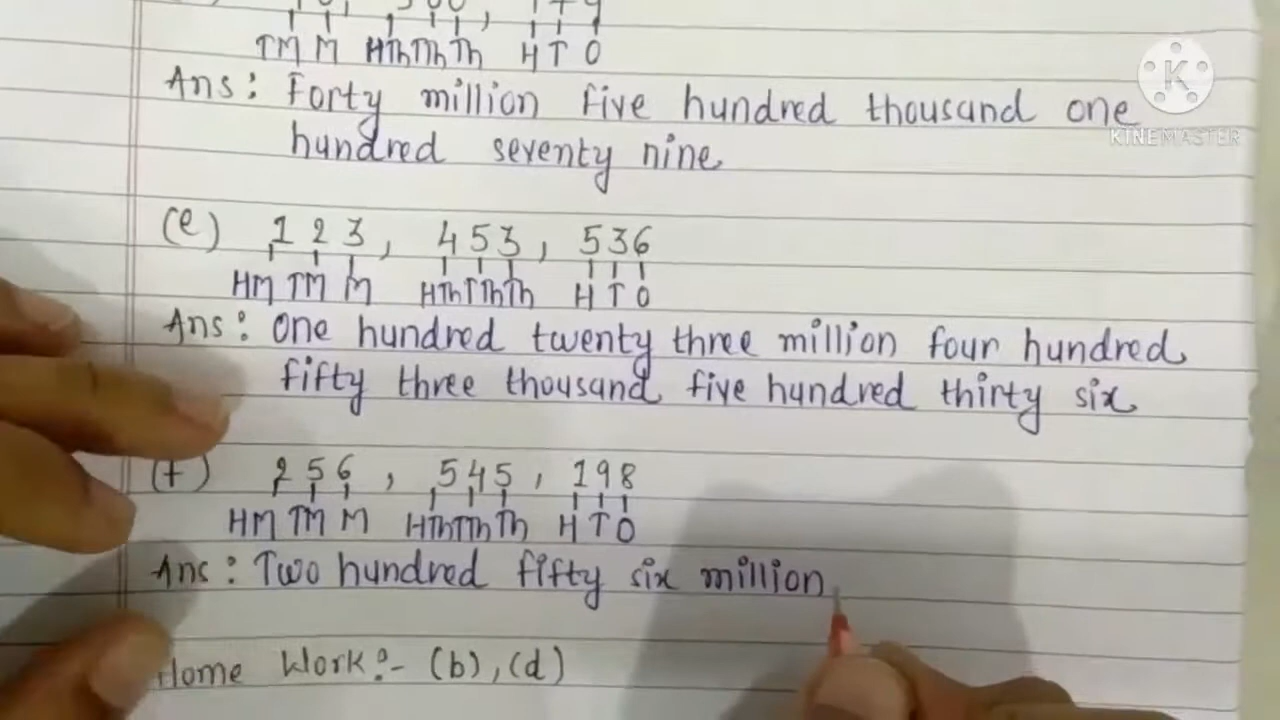 TM M HTh TTh Th H T O
Ans: Forty million five hundred thousand one
hundred seventy nine
K
KINEMASTER
(e) 123, 453, 536
HM TM M HTh TTh Th H T O
Ans: One hundred twenty three million four hundred
fifty three thousand five hundred thirty six
(f) 256, 545, 198
HM TM M HTh TTh Th H T O
Ans: Two hundred fifty six million
Home Work:- (b), (d)